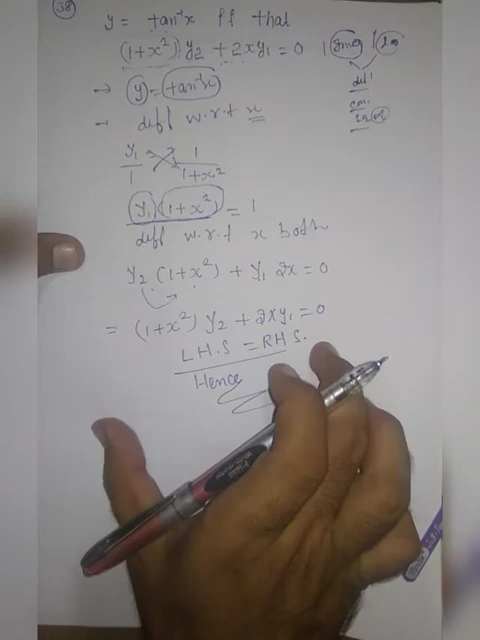 38
y = tan⁻¹x Pf that
(1+x²) y₂ + 2xy₁ = 0
→ y = tan⁻¹x
→ diff w.r.t x
y₁/1 1/1+x²
y₁(1+x²) = 1
diff w.r.t x both
y₂ (1+x²) + y₁ 2x = 0
= (1+x²) y₂ + 2xy₁ = 0
L.H.S = R.H.S.
Hence